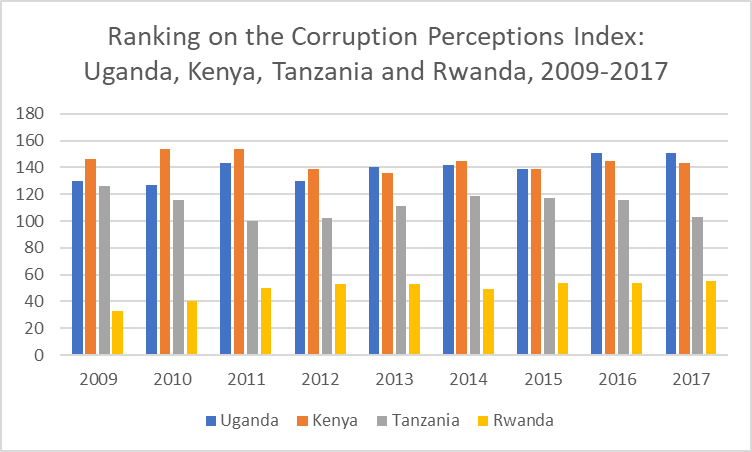 Ranking on the Corruption Perceptions Index:
Uganda, Kenya, Tanzania and Rwanda, 2009-2017
180
160
140
120
100
80
60
40
20
0
2009 2010 2011 2012 2013 2014 2015 2016 2017
Uganda Kenya Tanzania Rwanda